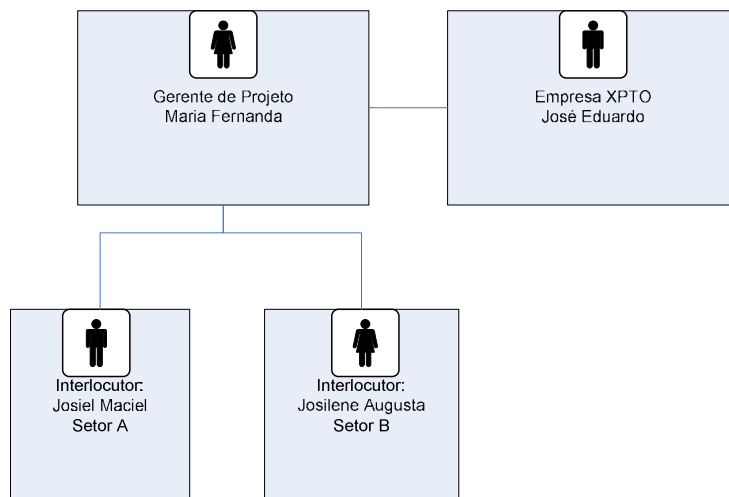 Gerente de Projeto
Maria Fernanda
Empresa XPTO
José Eduardo
Interlocutor:
Josiel Maciel
Setor A
Interlocutor:
Josilene Augusta
Setor B